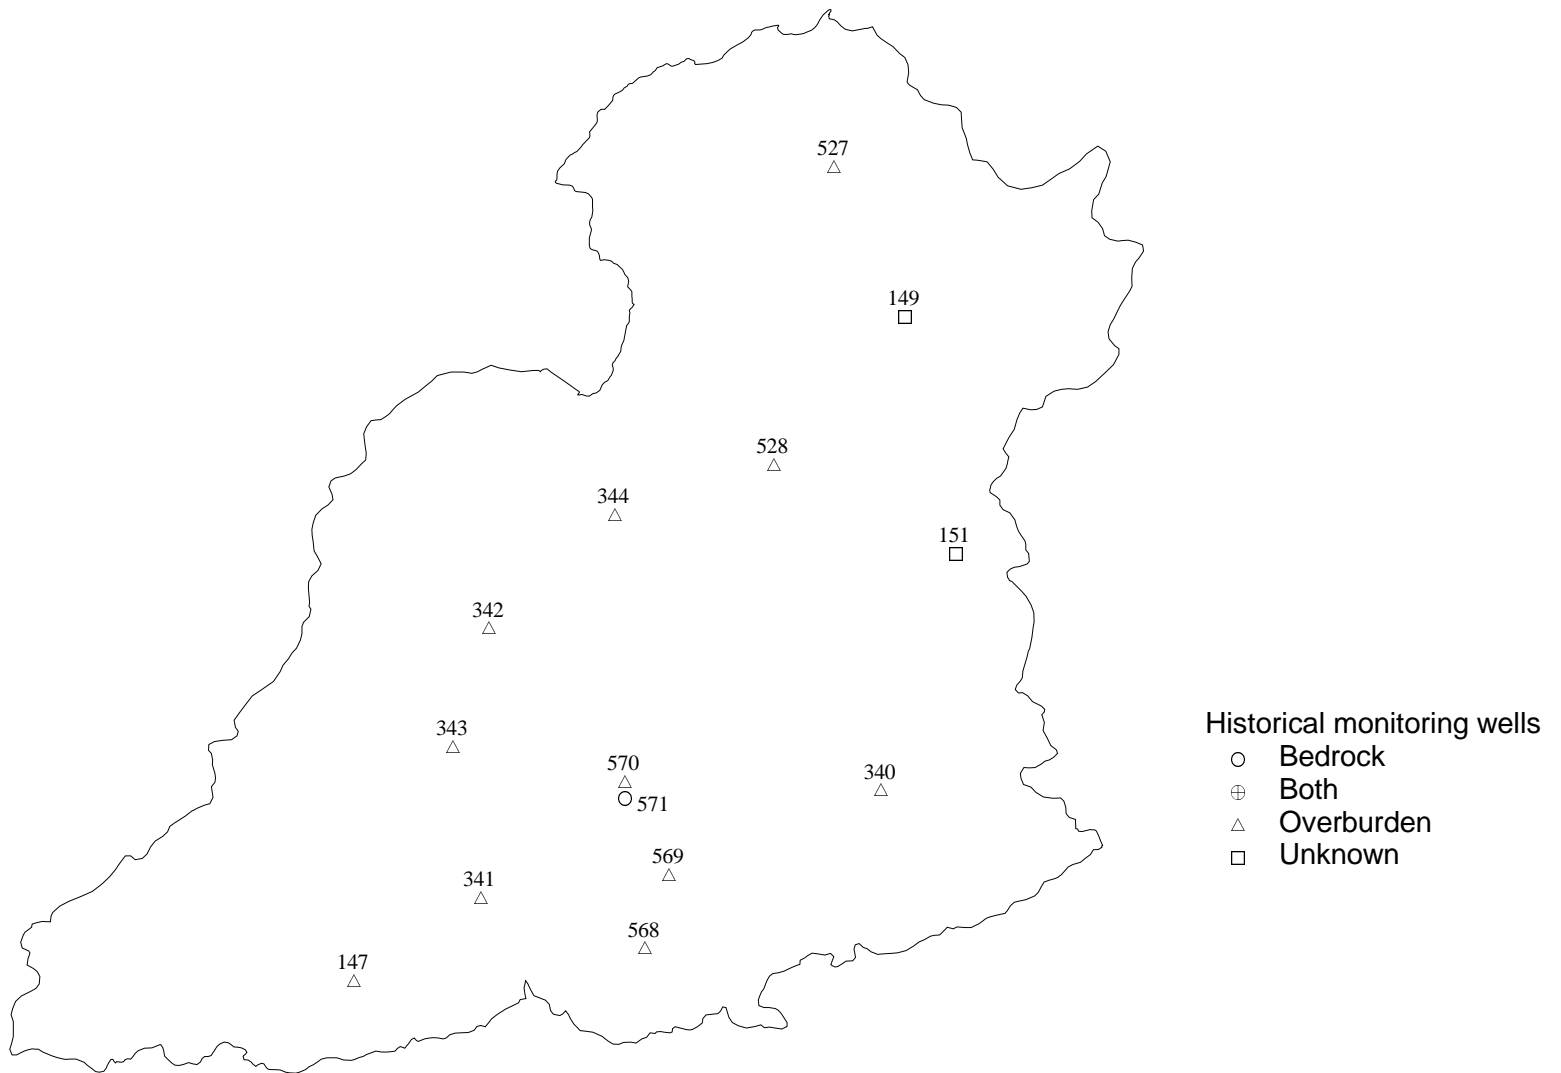 527
149
528
344
151
342
Historical monitoring wells
343
Bedrock
570
340
Both
571
Overburden
569
Unknown
341
568
147